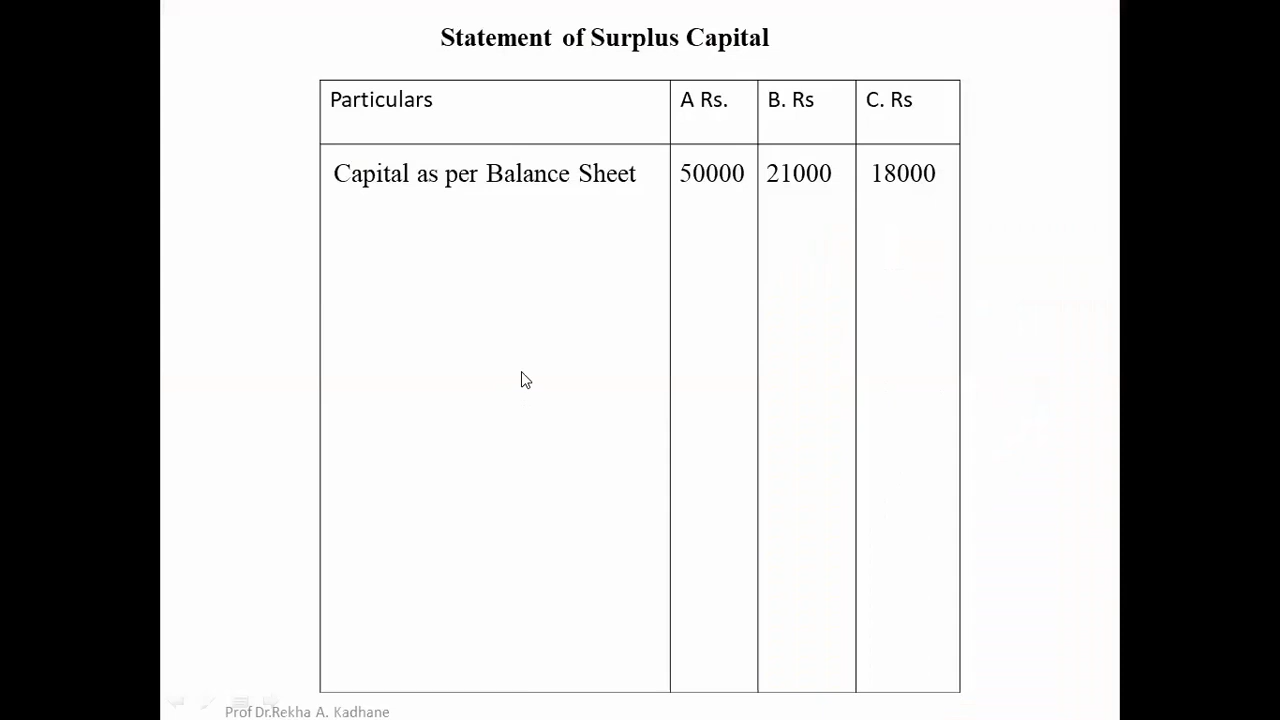 Statement of Surplus Capital
Particulars A Rs. B. Rs C. Rs
Capital as per Balance Sheet 50000 21000 18000
Prof Dr.Rekha A. Kadhane